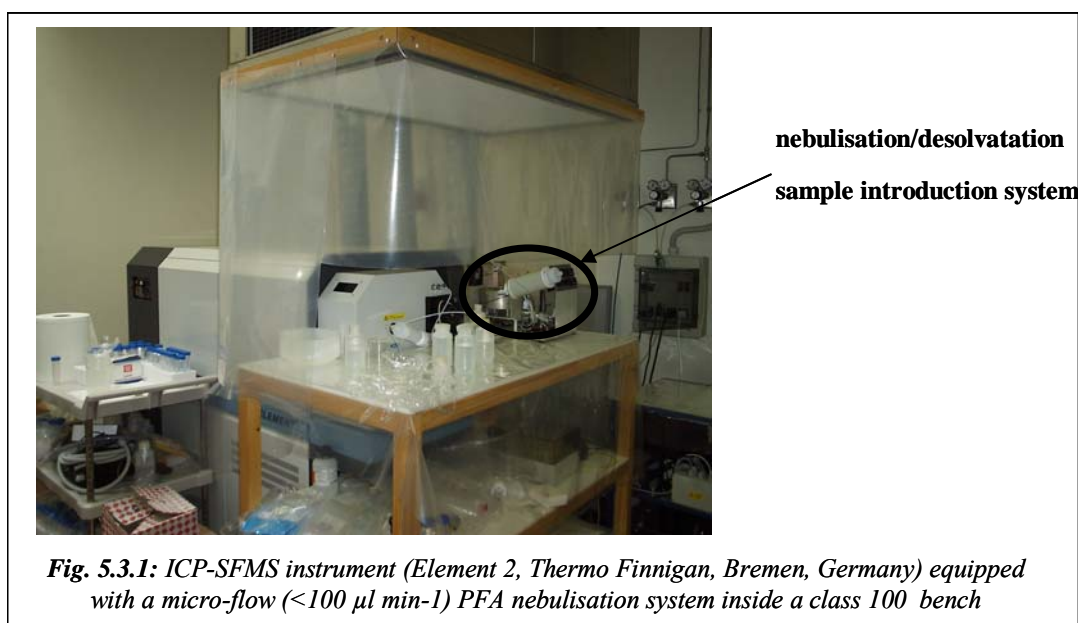 nebulisation/desolvatation
sample introduction system
ELEMENT
Fig. 5.3.1: ICP-SFMS instrument (Element 2, Thermo Finnigan, Bremen, Germany) equipped
with a micro-flow (<100 µl min-1) PFA nebulisation system inside a class 100 bench